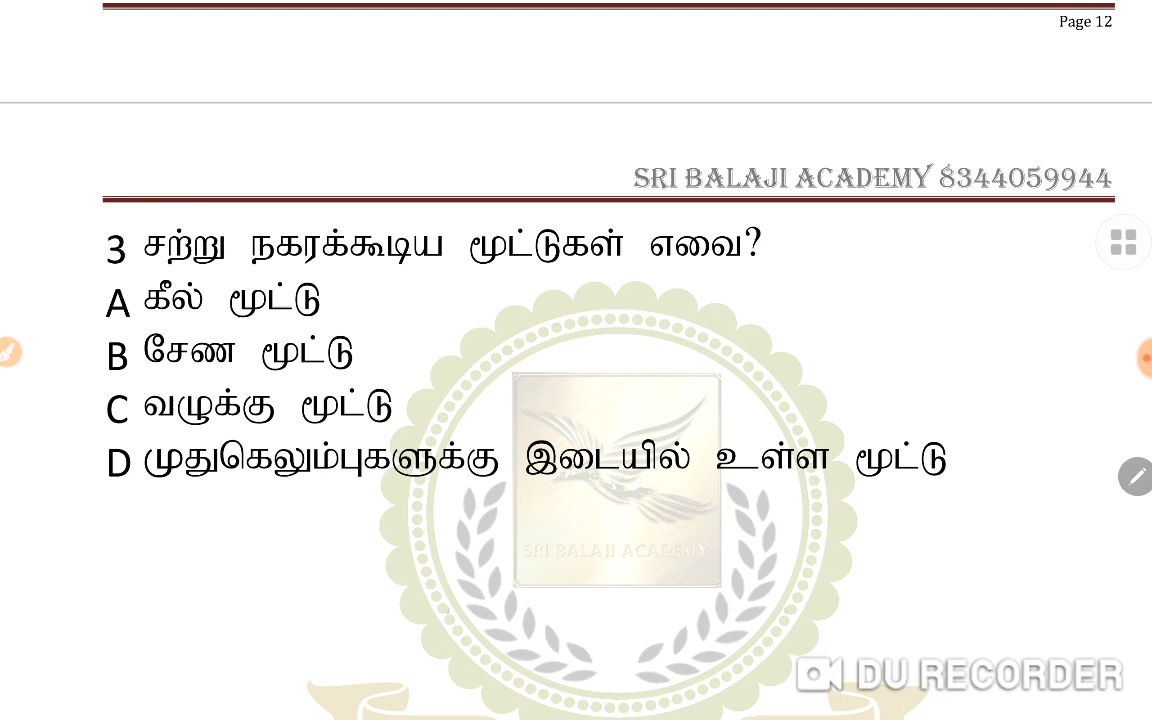 Page 12
SRI BALAJI ACADEMY 8344059944
3 சற்று நகரக்கூடிய மூட்டுகள் எவை?
A கீல் மூட்டு
B சேண மூட்டு
C வழுக்கு மூட்டு
D முதுகெலும்புகளுக்கு இடையில் உள்ள மூட்டு
SRI BALAJI ACADEMY
DU RECORDER